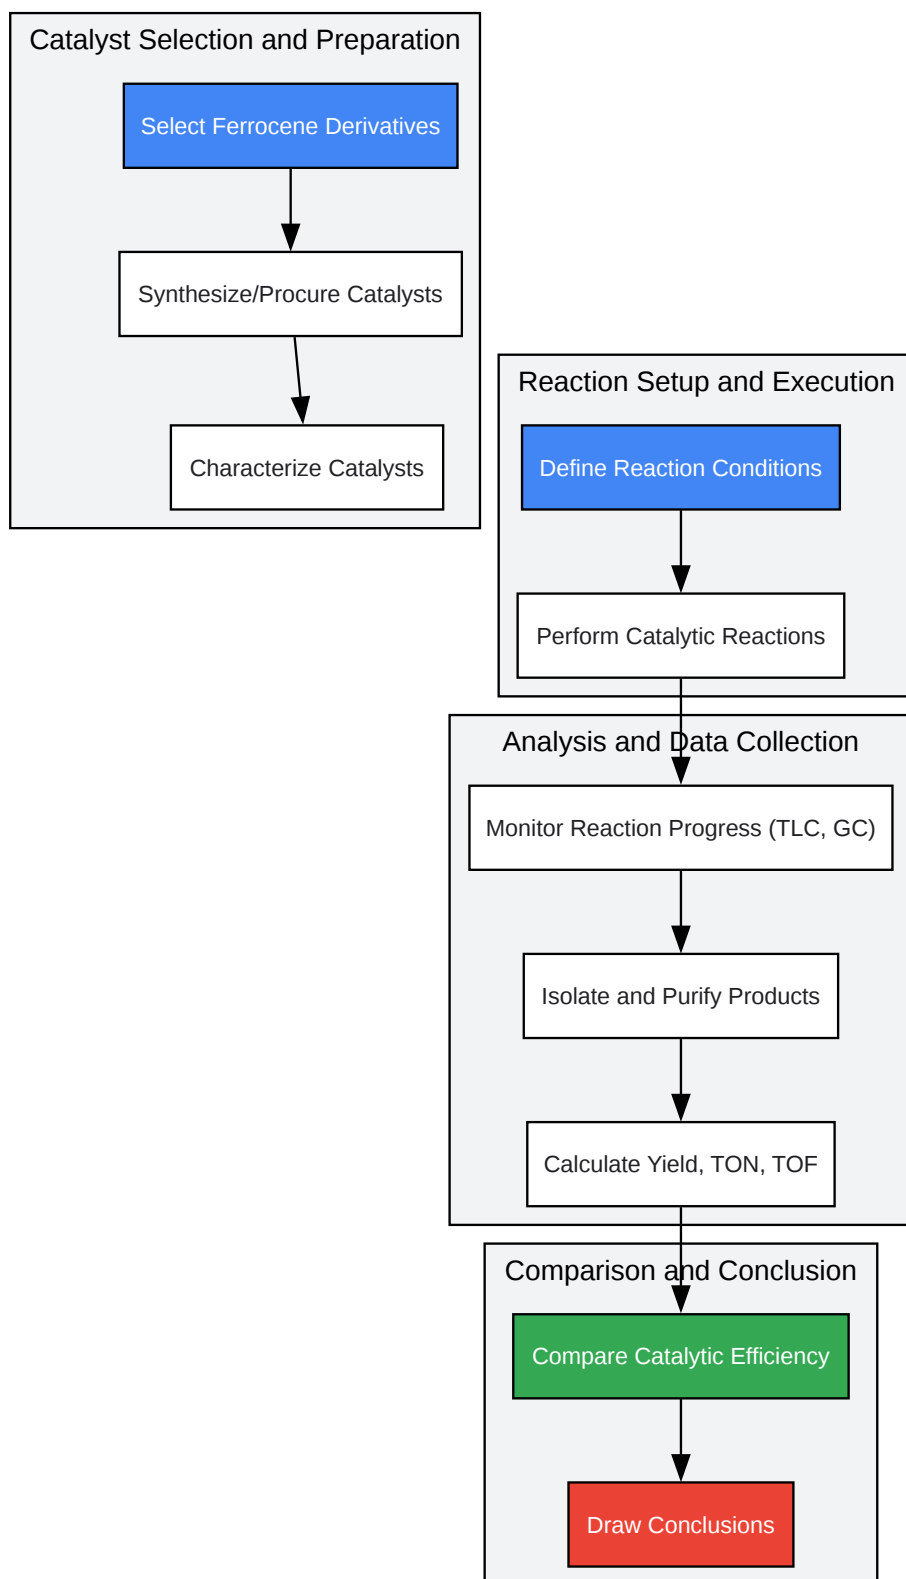 Catalyst Selection and Preparation
Select Ferrocene Derivatives
Synthesize/Procure Catalysts
Characterize Catalysts
Reaction Setup and Execution
Define Reaction Conditions
Perform Catalytic Reactions
Analysis and Data Collection
Monitor Reaction Progress (TLC, GC)
Isolate and Purify Products
Calculate Yield, TON, TOF
Comparison and Conclusion
Compare Catalytic Efficiency
Draw Conclusions